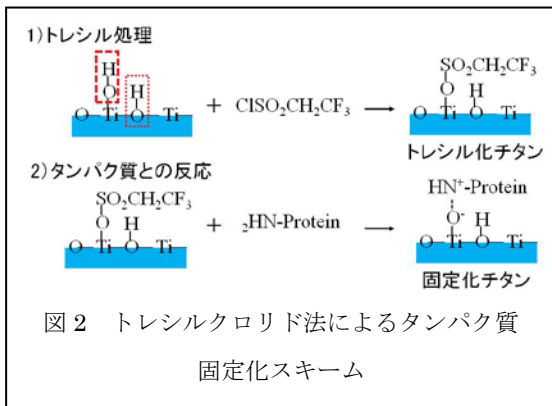 1)トレシル処理
H
O
H
O Ti O Ti
+ ClSO₂CH₂CF₃
SO₂CH₂CF₃
O H
O Ti O Ti
トレシル化チタン
2)タンパク質との反応
SO₂CH₂CF₃
O H
O Ti O Ti
+ ₂HN-Protein
HN⁺-Protein
O⁻ H
O Ti O Ti
固定化チタン
図 2 トレシルクロリド法によるタンパク質
固定化スキーム